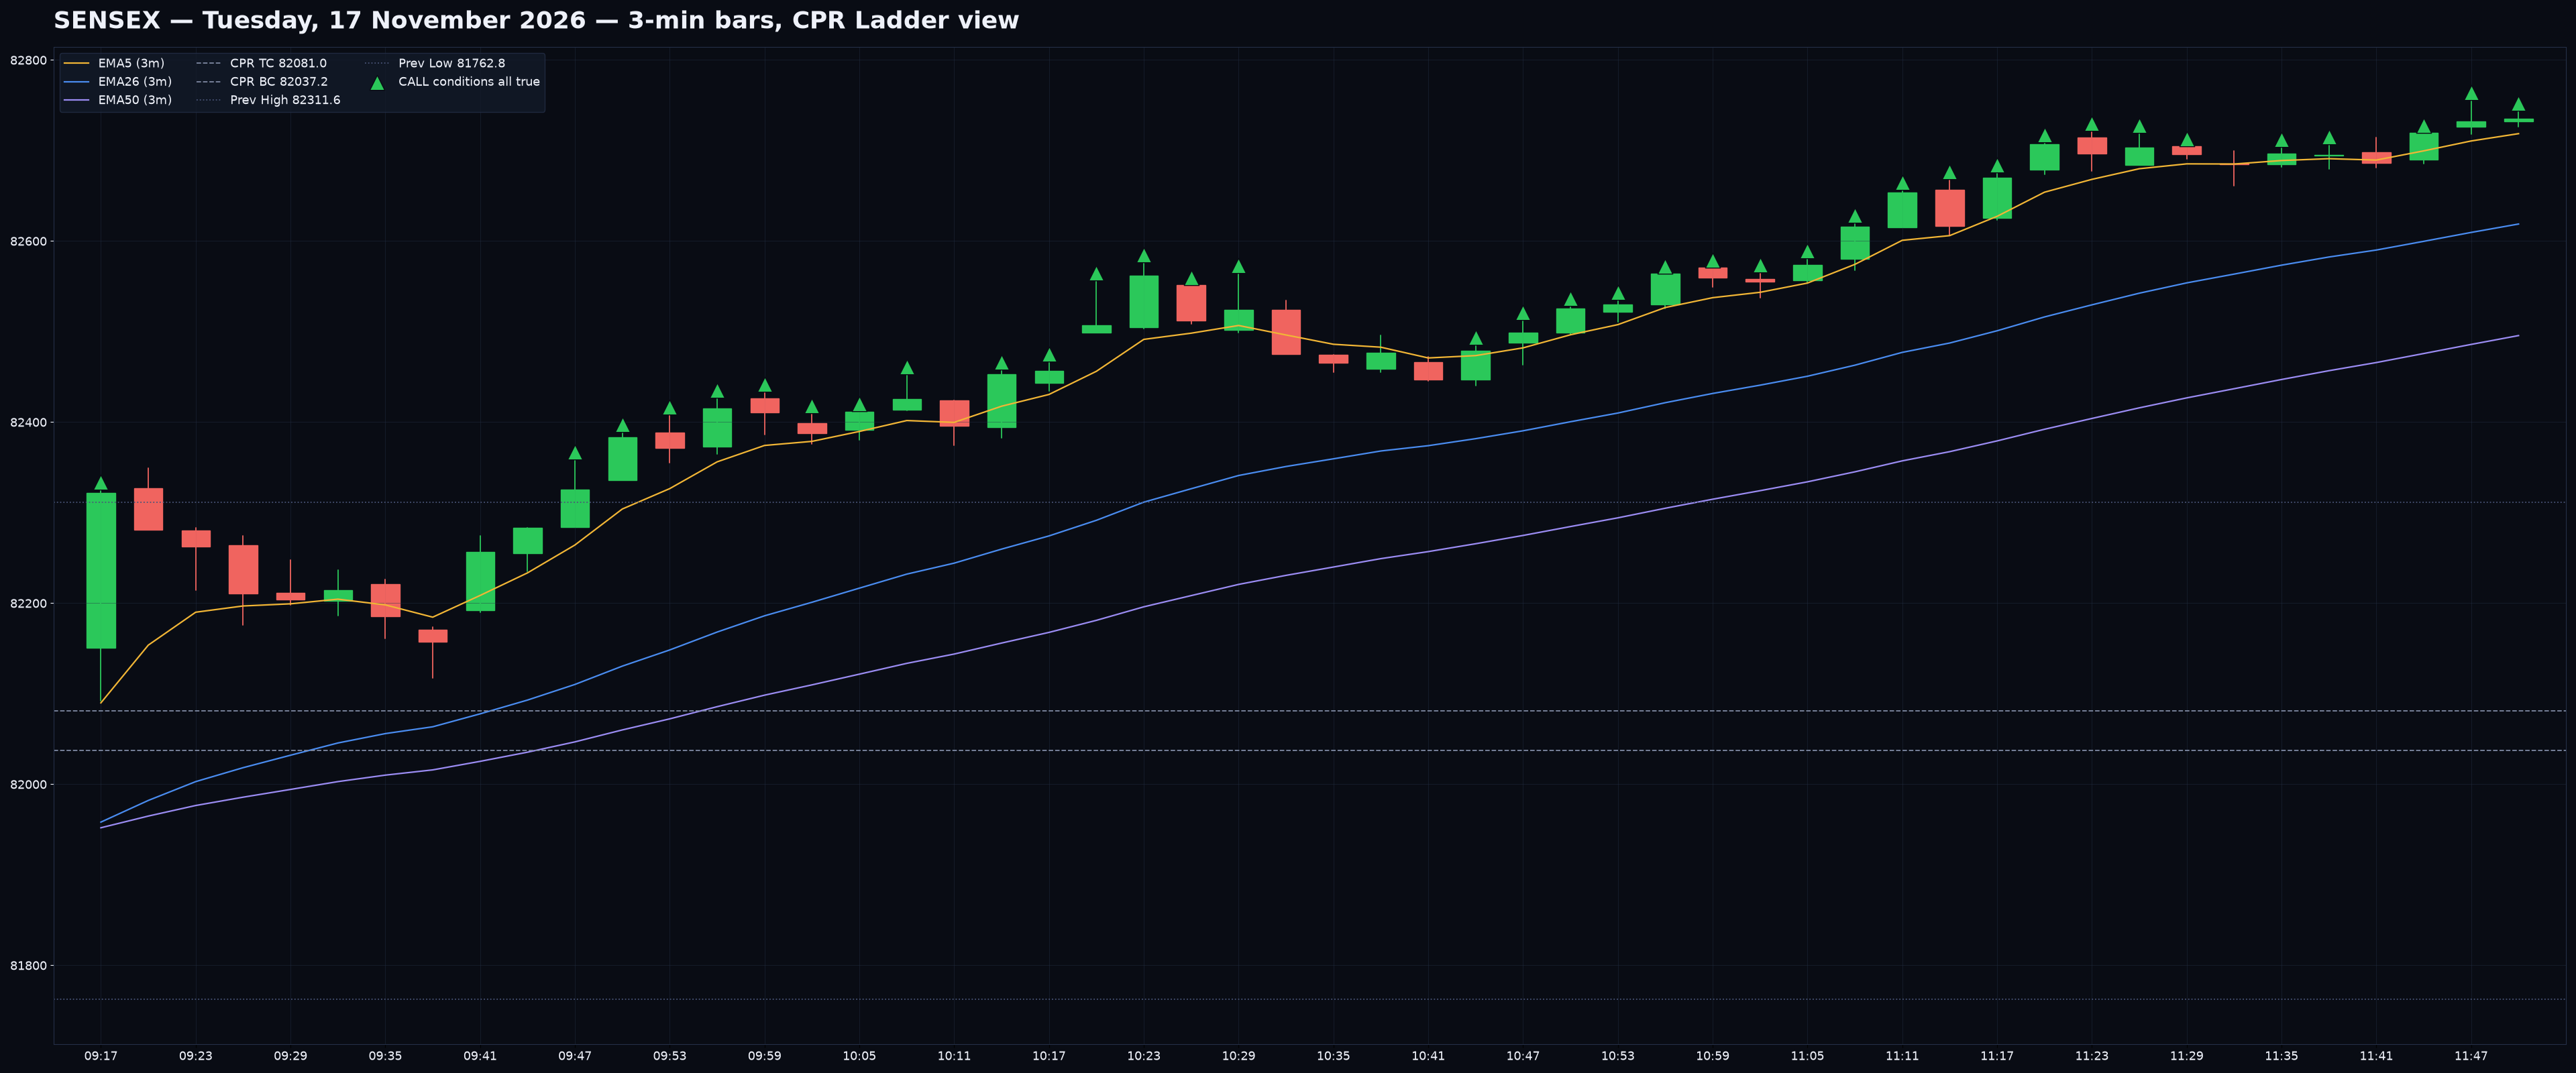 SENSEX — Tuesday, 17 November 2026 — 3-min bars, CPR Ladder view
EMA5 (3m)
EMA26 (3m)
EMA50 (3m)
CPR TC 82081.0
CPR BC 82037.2
Prev High 82311.6
Prev Low 81762.8
CALL conditions all true
82800
82600
82400
82200
82000
81800
09:17 09:23 09:29 09:35 09:41 09:47 09:53 09:59 10:05 10:11 10:17 10:23 10:29 10:35 10:41 10:47 10:53 10:59 11:05 11:11 11:17 11:23 11:29 11:35 11:41 11:47